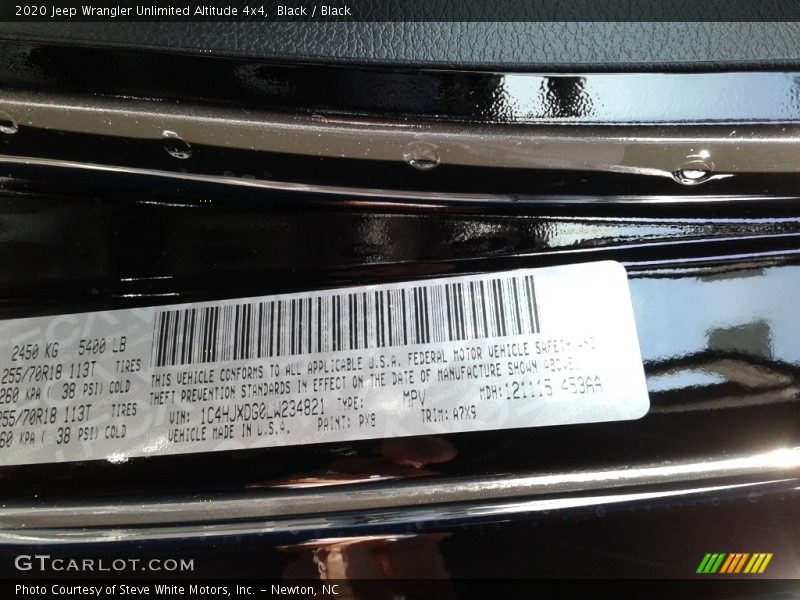 2020 Jeep Wrangler Unlimited Altitude 4x4,  Black / Black
2450 KG 5400 LB
255/70R18 113T TIRES
260 KPA ( 38 PSI) COLD
255/70R18 113T TIRES
60 KPA ( 38 PSI) COLD
THIS VEHICLE CONFORMS TO ALL APPLICABLE U.S.A. FEDERAL MOTOR VEHICLE SAFETY AND
THEFT PREVENTION STANDARDS IN EFFECT ON THE DATE OF MANUFACTURE SHOWN ABOVE.
VIN: 1C4HJXDG0LW234821 TYPE: MPV MDH: 121115 453AA
VEHICLE MADE IN U.S.A. PAINT: PX8 TRIM: A7X9
GTCARLOT.COM
Photo Courtesy of Steve White Motors, Inc. - Newton, NC